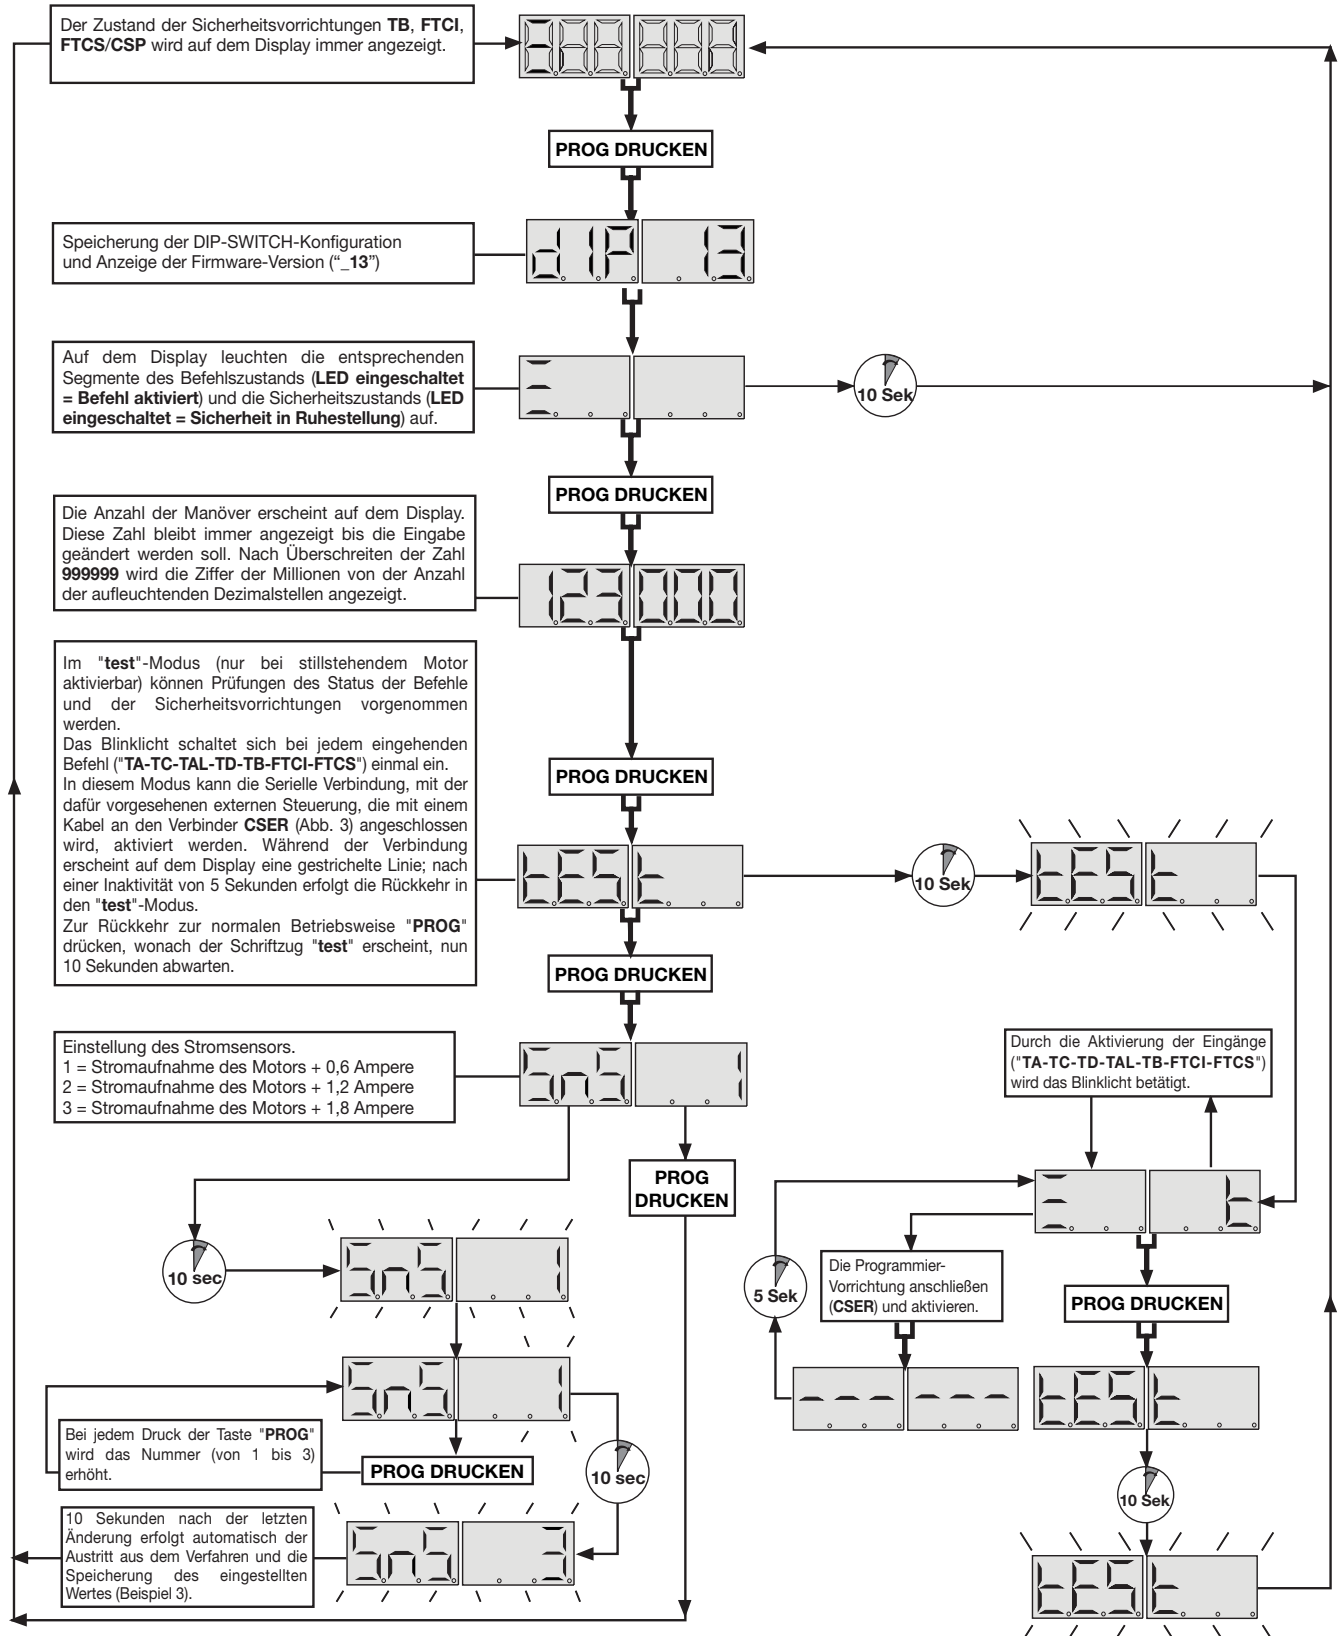 Der Zustand der Sicherheitsvorrichtungen TB, FTCI,
FTCS/CSP wird auf dem Display immer angezeigt.
PROG DRUCKEN
Speicherung der DIP-SWITCH-Konfiguration
und Anzeige der Firmware-Version ("_13")
dIP 13
Auf dem Display leuchten die entsprechenden
Segmente des Befehlszustands (LED eingeschaltet
= Befehl aktiviert) und die Sicherheitszustands (LED
eingeschaltet = Sicherheit in Ruhestellung) auf.
10 Sek
PROG DRUCKEN
Die Anzahl der Manöver erscheint auf dem Display.
Diese Zahl bleibt immer angezeigt bis die Eingabe
geändert werden soll. Nach Überschreiten der Zahl
999999 wird die Ziffer der Millionen von der Anzahl
der aufleuchtenden Dezimalstellen angezeigt.
123000
Im "test"-Modus (nur bei stillstehendem Motor
aktivierbar) können Prüfungen des Status der Befehle
und der Sicherheitsvorrichtungen vorgenommen
werden.
Das Blinklicht schaltet sich bei jedem eingehenden
Befehl ("TA-TC-TAL-TD-TB-FTCI-FTCS") einmal ein.
In diesem Modus kann die Serielle Verbindung, mit der
dafür vorgesehenen externen Steuerung, die mit einem
Kabel an den Verbinder CSER (Abb. 3) angeschlossen
wird, aktiviert werden. Während der Verbindung
erscheint auf dem Display eine gestrichelte Linie; nach
einer Inaktivität von 5 Sekunden erfolgt die Rückkehr in
den "test"-Modus.
Zur Rückkehr zur normalen Betriebsweise "PROG"
drücken, wonach der Schriftzug "test" erscheint, nun
10 Sekunden abwarten.
PROG DRUCKEN
tESt
10 Sek
tESt
PROG DRUCKEN
Einstellung des Stromsensors.
1 = Stromaufnahme des Motors + 0,6 Ampere
2 = Stromaufnahme des Motors + 1,2 Ampere
3 = Stromaufnahme des Motors + 1,8 Ampere
SnS 1
Durch die Aktivierung der Eingänge
("TA-TC-TD-TAL-TB-FTCI-FTCS")
wird das Blinklicht betätigt.
PROG
DRUCKEN
t
10 sec
SnS 1
5 Sek
Die Programmier-
Vorrichtung anschließen
(CSER) und aktivieren.
PROG DRUCKEN
SnS 1
--- ---
tESt
Bei jedem Druck der Taste "PROG"
wird das Nummer (von 1 bis 3)
erhöht.
PROG DRUCKEN
10 sec
10 Sek
10 Sekunden nach der letzten
Änderung erfolgt automatisch der
Austritt aus dem Verfahren und die
Speicherung des eingestellten
Wertes (Beispiel 3).
SnS 3
tESt